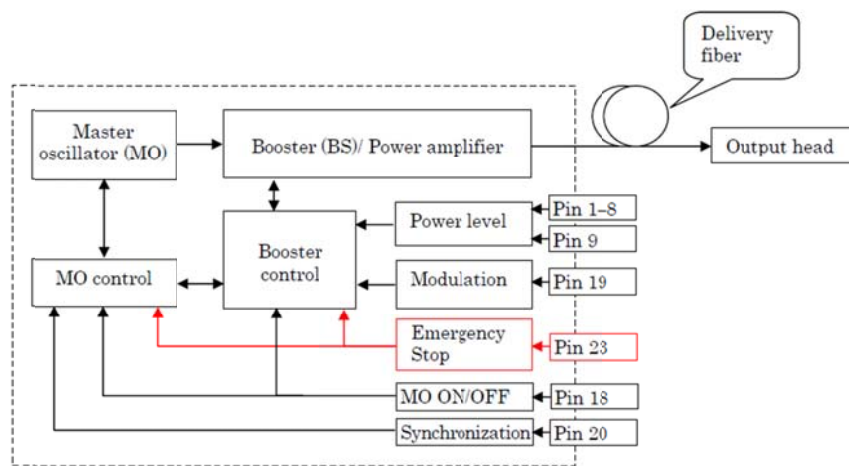 Delivery
fiber
Master
oscillator (MO)
Booster (BS)/ Power amplifier
Output head
Power level
Pin 1–8
Pin 9
Booster
control
MO control
Modulation
Pin 19
Emergency
Stop
Pin 23
MO ON/OFF
Pin 18
Synchronization
Pin 20